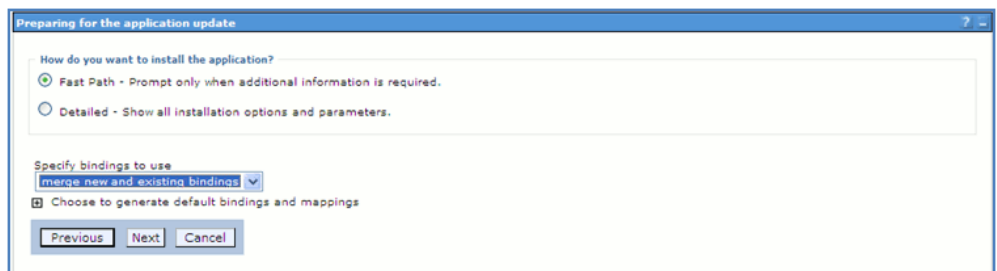 Preparing for the application update ? –
How do you want to install the application?
Fast Path - Prompt only when additional information is required.
Detailed - Show all installation options and parameters.
Specify bindings to use
merge new and existing bindings
Choose to generate default bindings and mappings
Previous Next Cancel